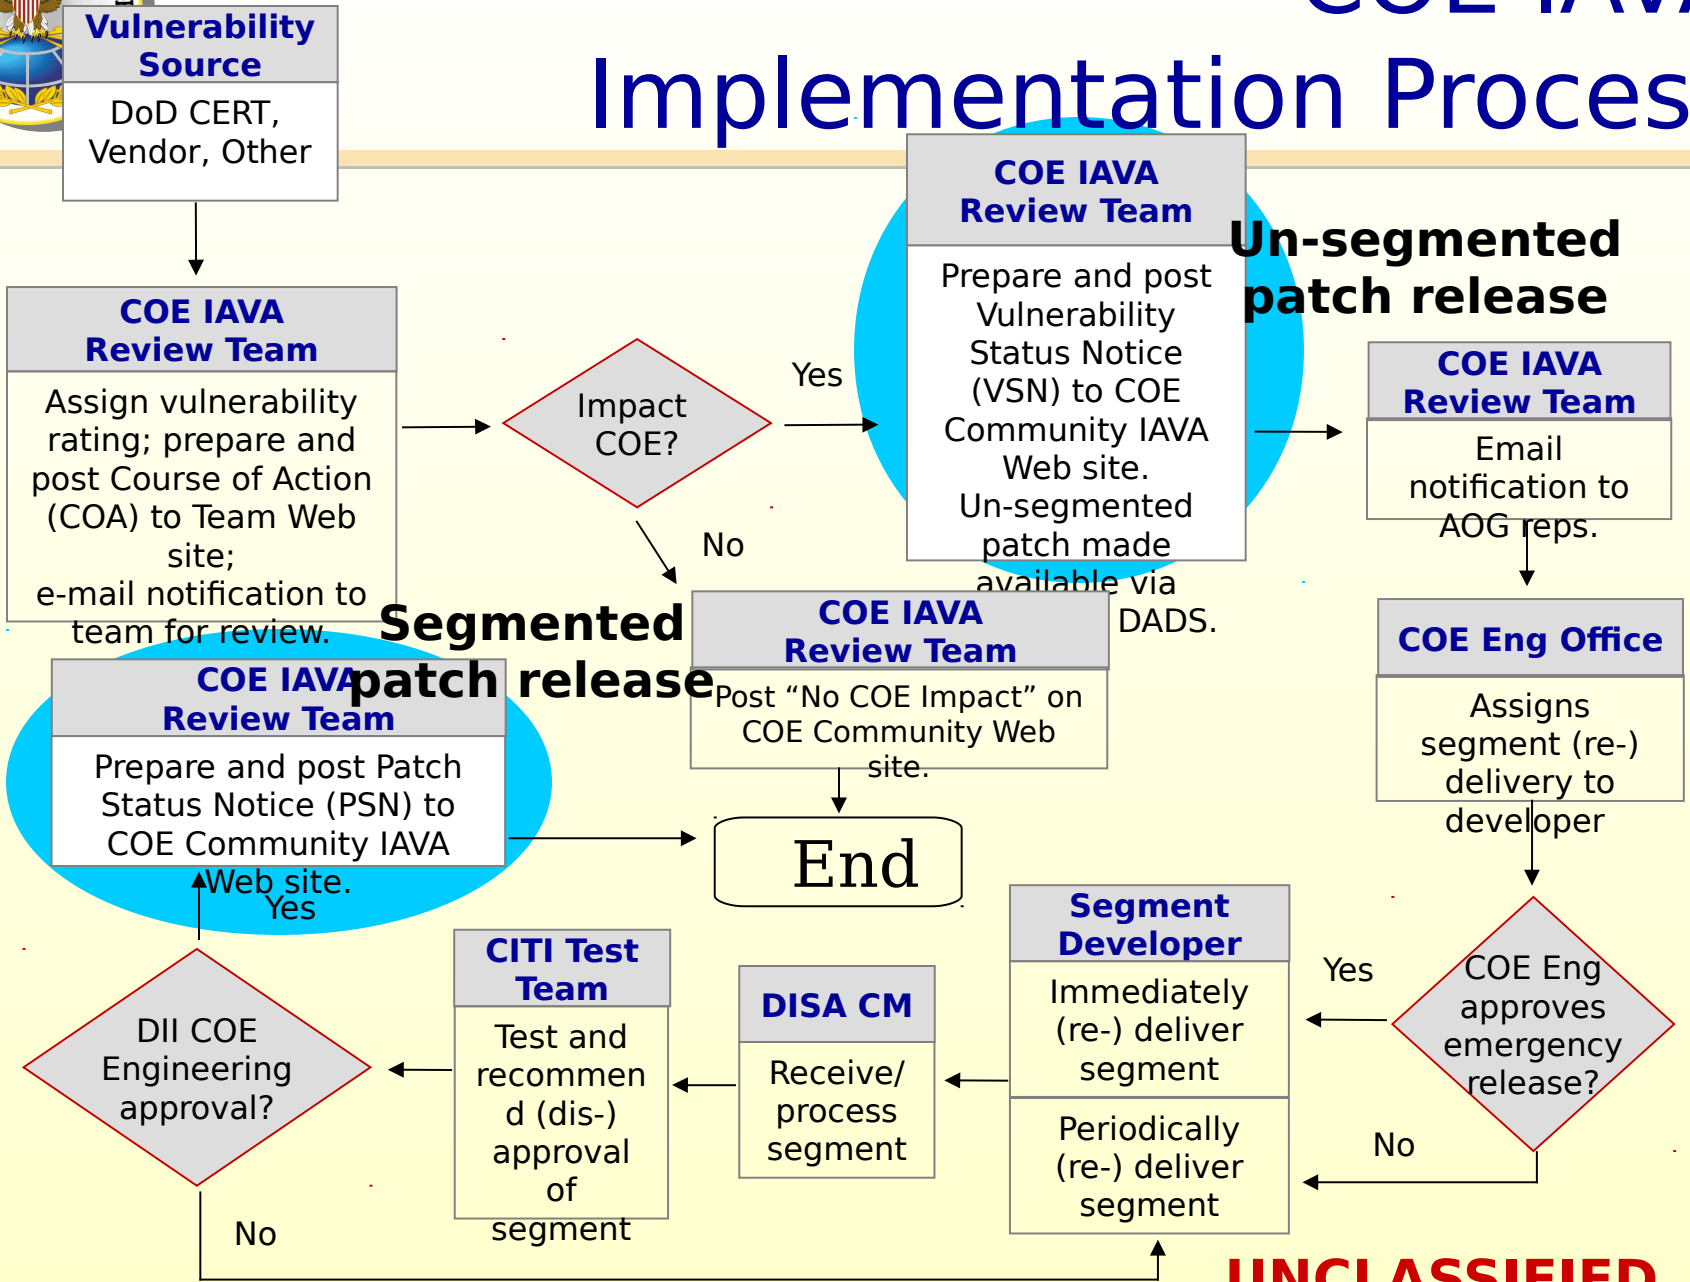 COE IAVA
Implementation Proces
Vulnerability
Source
DoD CERT,
Vendor, Other
COE IAVA
Review Team
Assign vulnerability
rating; prepare and
post Course of Action
(COA) to Team Web
site;
e-mail notification to
team for review.
Impact
COE?
Yes
No
COE IAVA
Review Team
Prepare and post
Vulnerability
Status Notice
(VSN) to COE
Community IAVA
Web site.
Un-segmented
patch made
available via
DADS.
Un-segmented
patch release
COE IAVA
Review Team
Email
notification to
AOG reps.
COE IAVA
Review Team
Post “No COE Impact” on
COE Community Web
site.
End
COE Eng Office
Assigns
segment (re-)
delivery to
developer
COE Eng
approves
emergency
release?
Yes
No
Segment
Developer
Immediately
(re-) deliver
segment
Periodically
(re-) deliver
segment
DISA CM
Receive/
process
segment
CITI Test
Team
Test and
recommen
d (dis-)
approval
of
segment
DII COE
Engineering
approval?
Yes
No
Segmented
patch release
COE IAVA
Review Team
Prepare and post Patch
Status Notice (PSN) to
COE Community IAVA
Web site.
UNCLASSIFIED